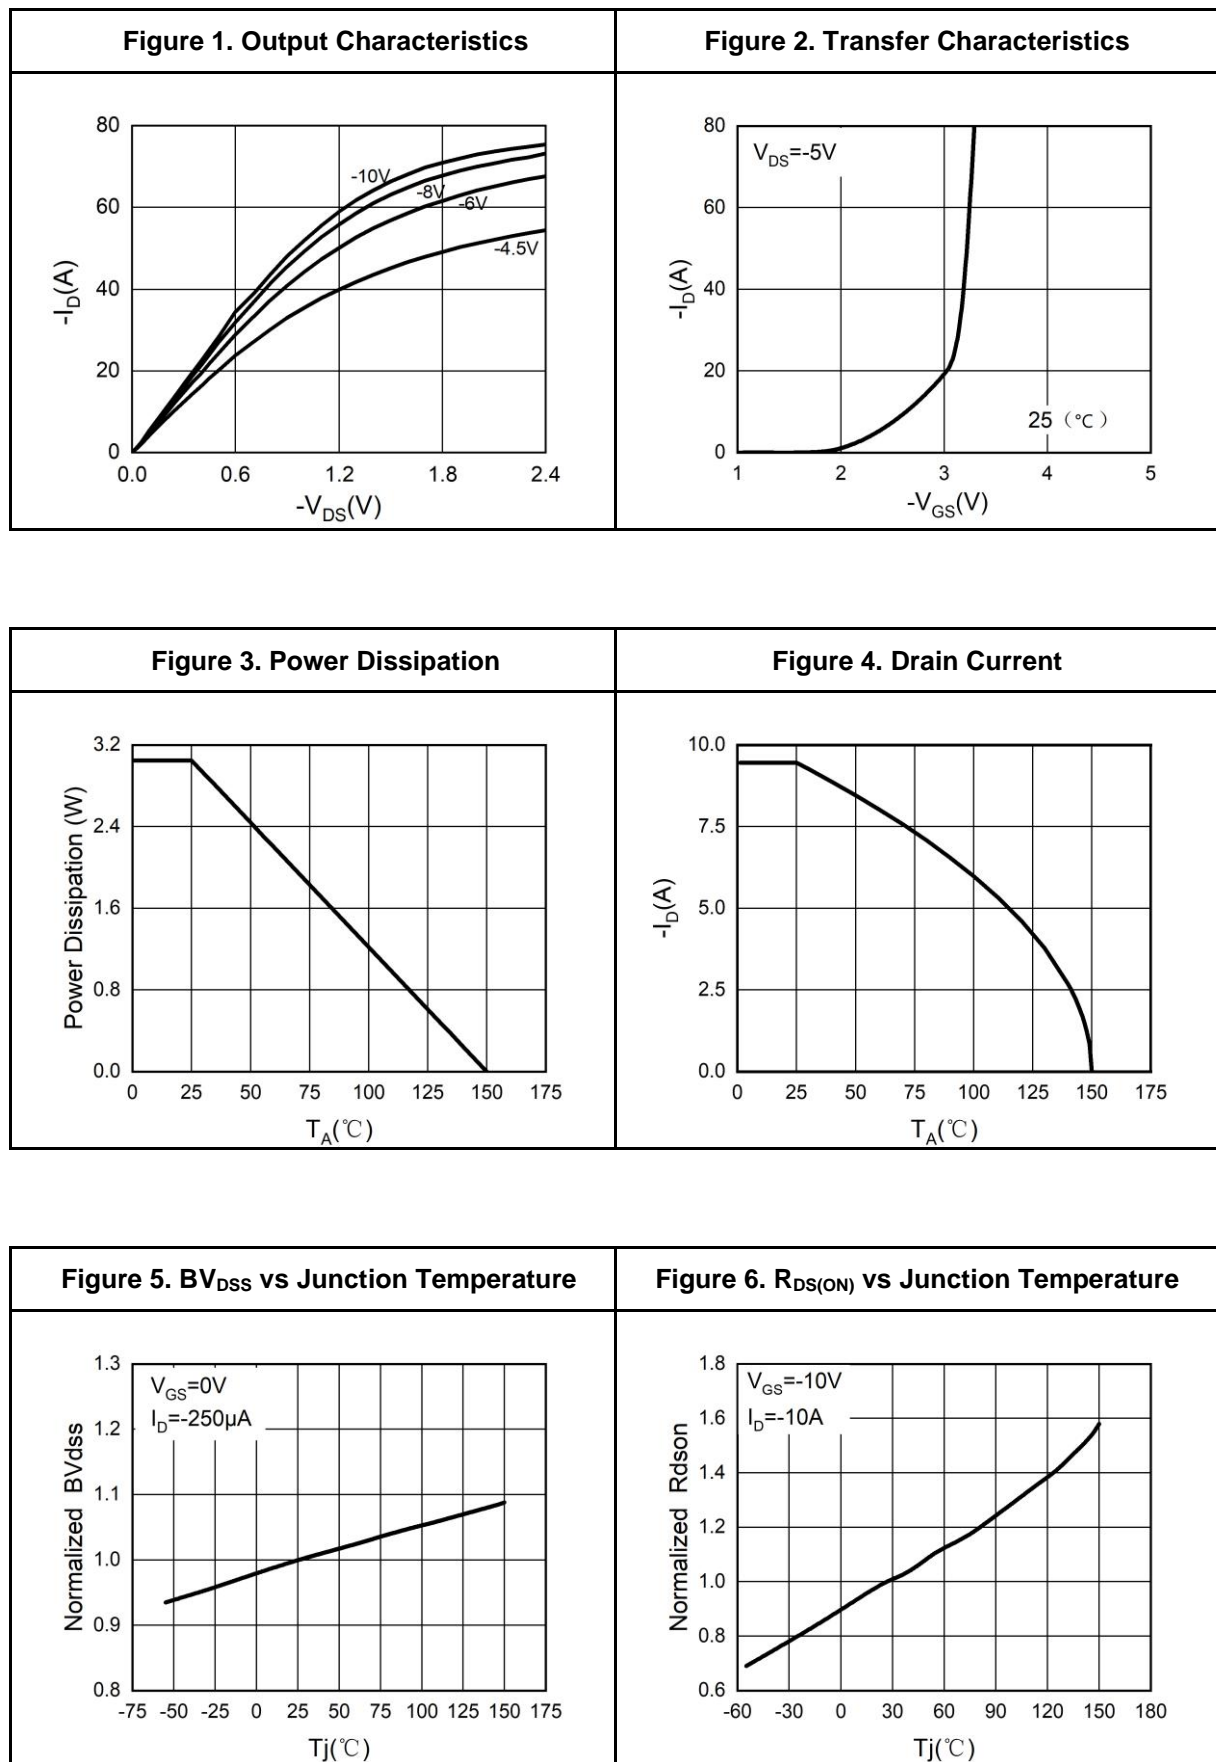 Figure 1. Output Characteristics
Figure 2. Transfer Characteristics
80
60
40
20
0
-I_D(A)
-10V
-8V
-6V
-4.5V
0.0 0.6 1.2 1.8 2.4
-V_DS(V)
80
60
40
20
0
-I_D(A)
V_DS=-5V
25（℃）
1 2 3 4 5
-V_GS(V)
Figure 3. Power Dissipation
Figure 4. Drain Current
3.2
2.4
1.6
0.8
0.0
Power Dissipation (W)
0 25 50 75 100 125 150 175
T_A(℃)
10.0
7.5
5.0
2.5
0.0
-I_D(A)
0 25 50 75 100 125 150 175
T_A(℃)
Figure 5. BV_DSS vs Junction Temperature
Figure 6. R_DS(ON) vs Junction Temperature
1.3
1.2
1.1
1.0
0.9
0.8
Normalized BVdss
V_GS=0V
I_D=-250μA
-75 -50 -25 0 25 50 75 100 125 150 175
Tj(℃)
1.8
1.6
1.4
1.2
1.0
0.8
0.6
Normalized Rdson
V_GS=-10V
I_D=-10A
-60 -30 0 30 60 90 120 150 180
Tj(℃)